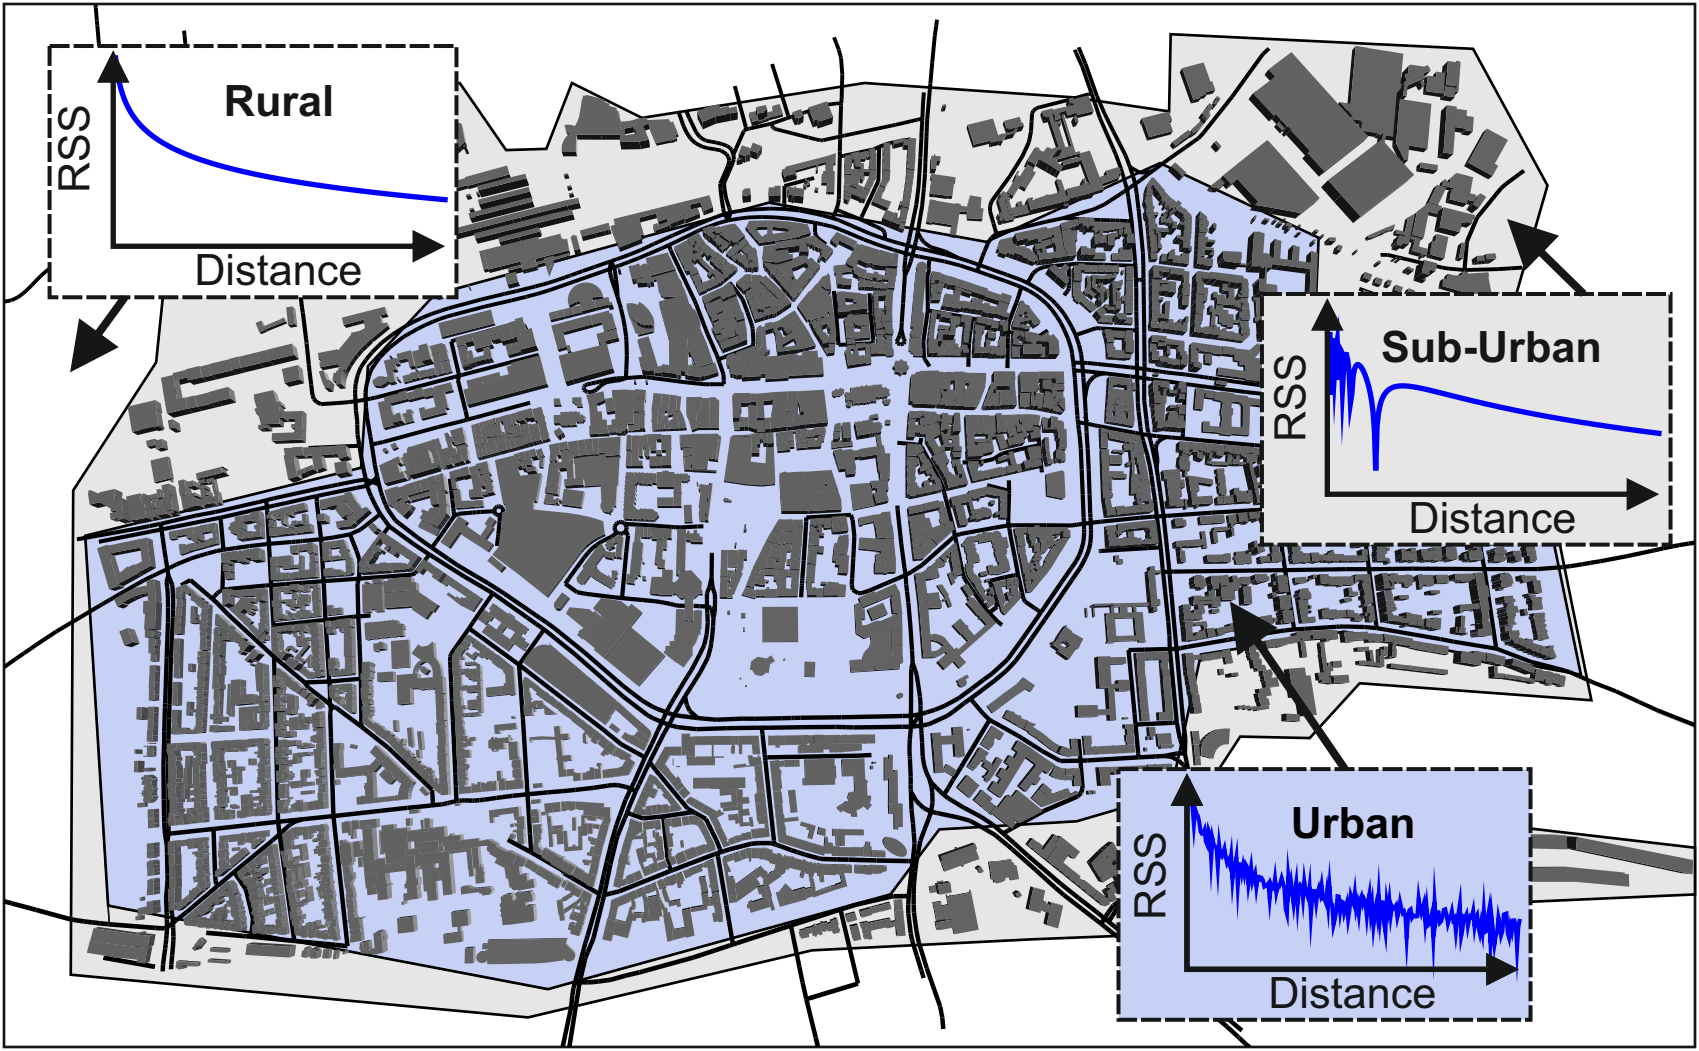 Rural
RSS
Distance
Sub-Urban
RSS
Distance
Urban
RSS
Distance